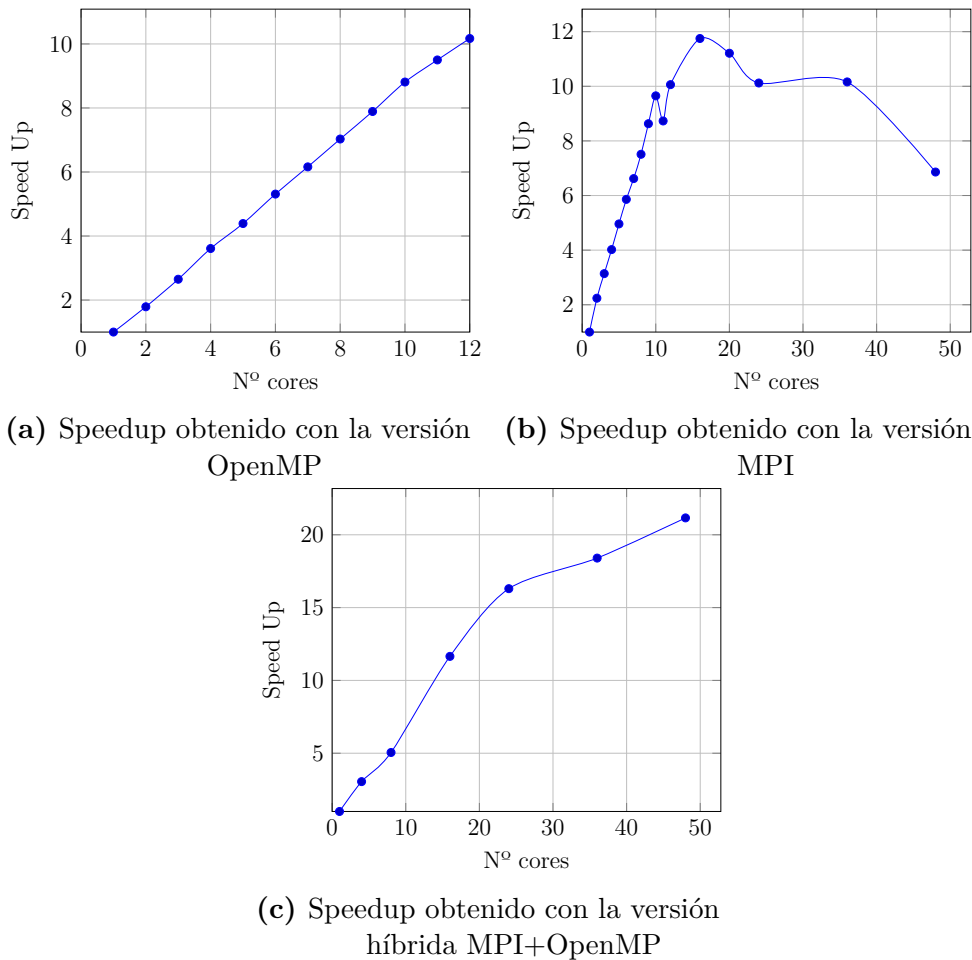 10
8
6
4
2
Speed Up
0 2 4 6 8 10 12
Nº cores
(a) Speedup obtenido con la versión
OpenMP
12
10
8
6
4
2
Speed Up
0 10 20 30 40 50
Nº cores
(b) Speedup obtenido con la versión
MPI
20
15
10
5
Speed Up
0 10 20 30 40 50
Nº cores
(c) Speedup obtenido con la versión
híbrida MPI+OpenMP